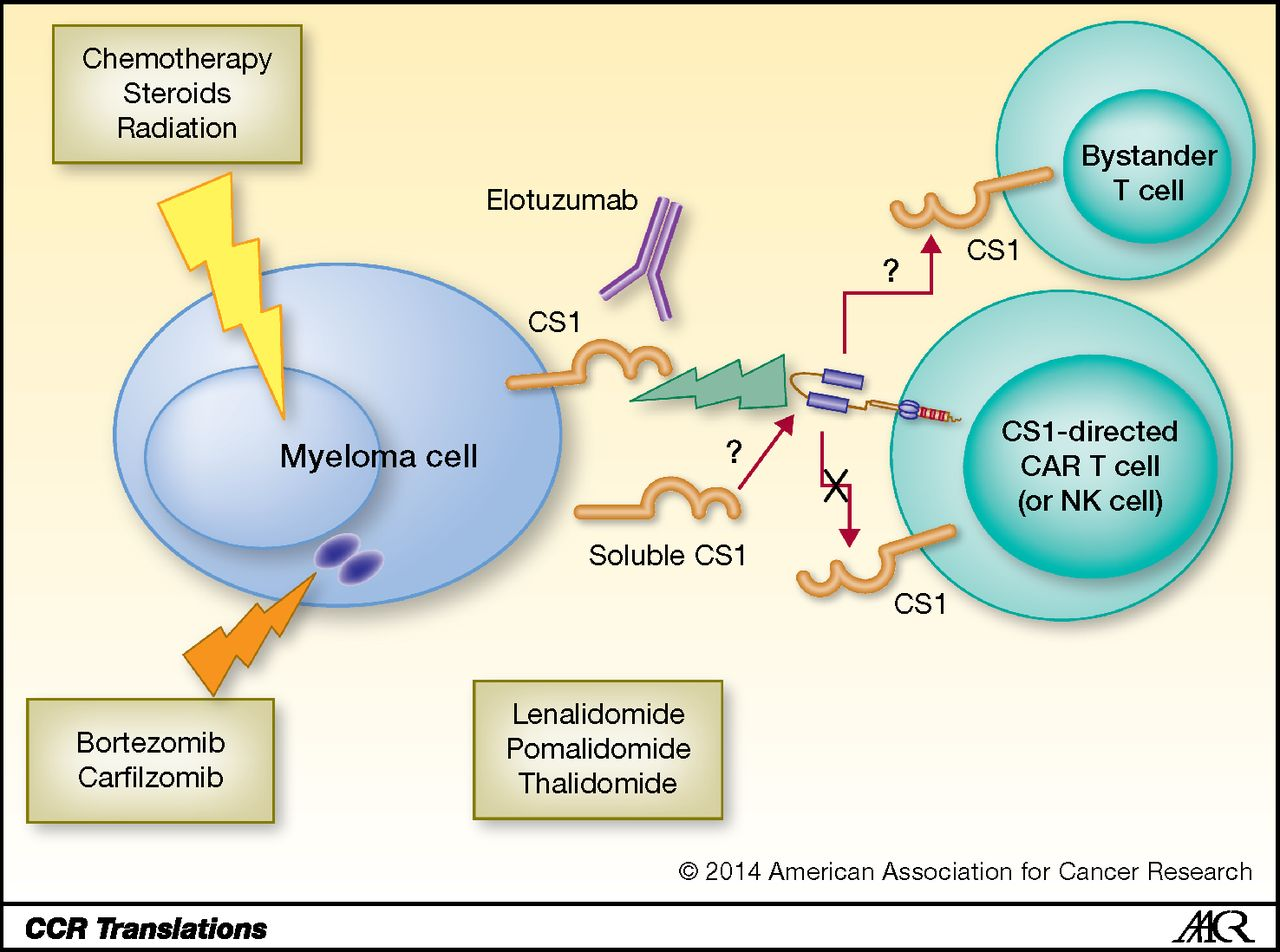 Chemotherapy
Steroids
Radiation
Elotuzumab
CS1
Myeloma cell
?
Soluble CS1
?
CS1
Bystander
T cell
CS1-directed
CAR T cell
(or NK cell)
X
CS1
Bortezomib
Carfilzomib
Lenalidomide
Pomalidomide
Thalidomide
© 2014 American Association for Cancer Research
CCR Translations
AACR